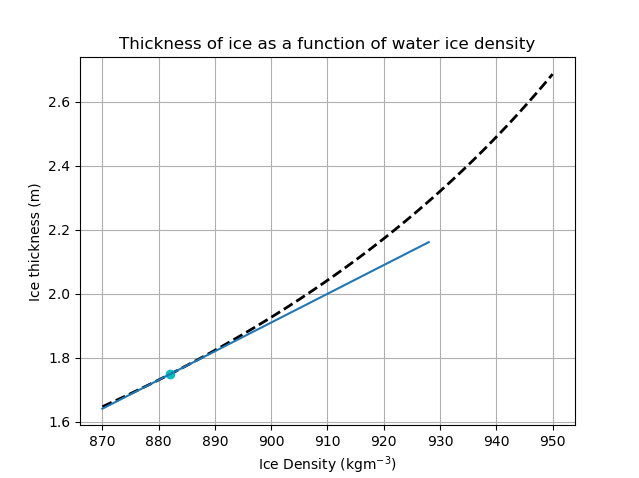 Thickness of ice as a function of water ice density
Ice thickness (m)
2.6
2.4
2.2
2.0
1.8
1.6
870 880 890 900 910 920 930 940 950
Ice Density (kgm⁻³)